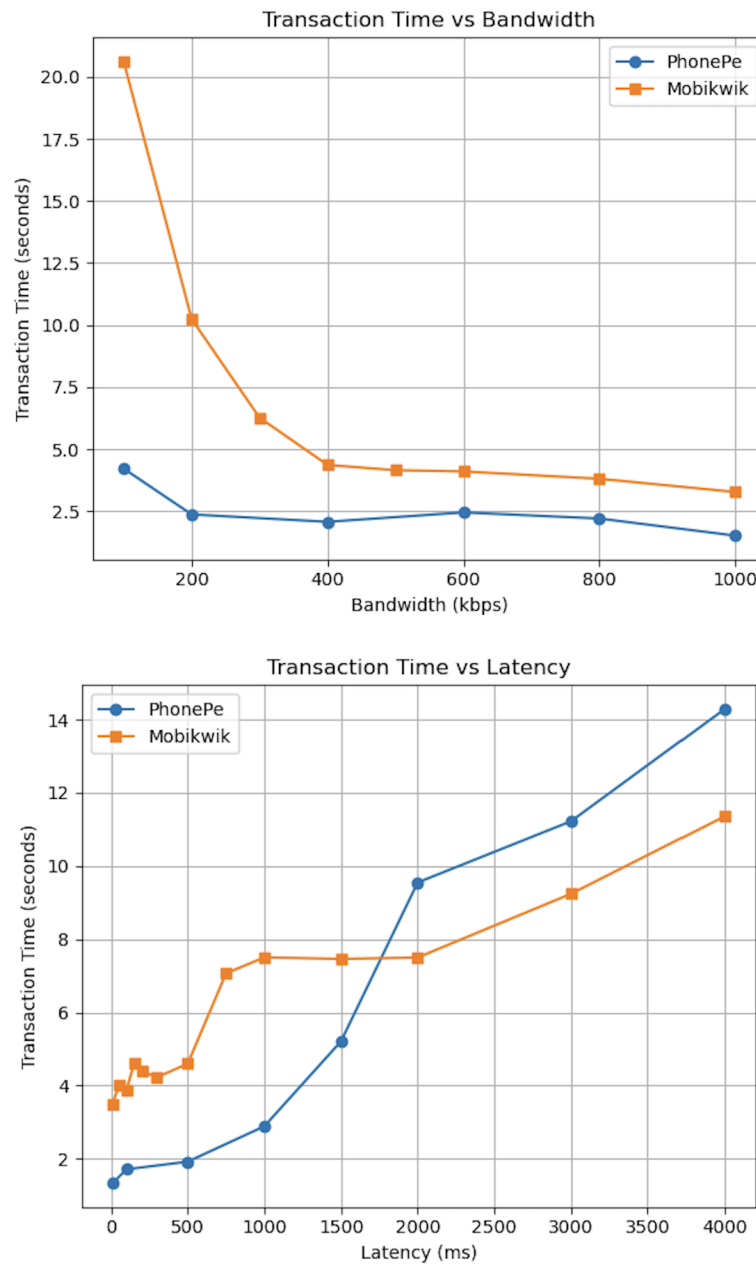 Transaction Time vs Bandwidth
PhonePe
Mobikwik
20.0
17.5
15.0
12.5
10.0
7.5
5.0
2.5
Transaction Time (seconds)
200
400
600
800
1000
Bandwidth (kbps)
Transaction Time vs Latency
PhonePe
Mobikwik
14
12
10
8
6
4
2
Transaction Time (seconds)
0
500
1000
1500
2000
2500
3000
3500
4000
Latency (ms)